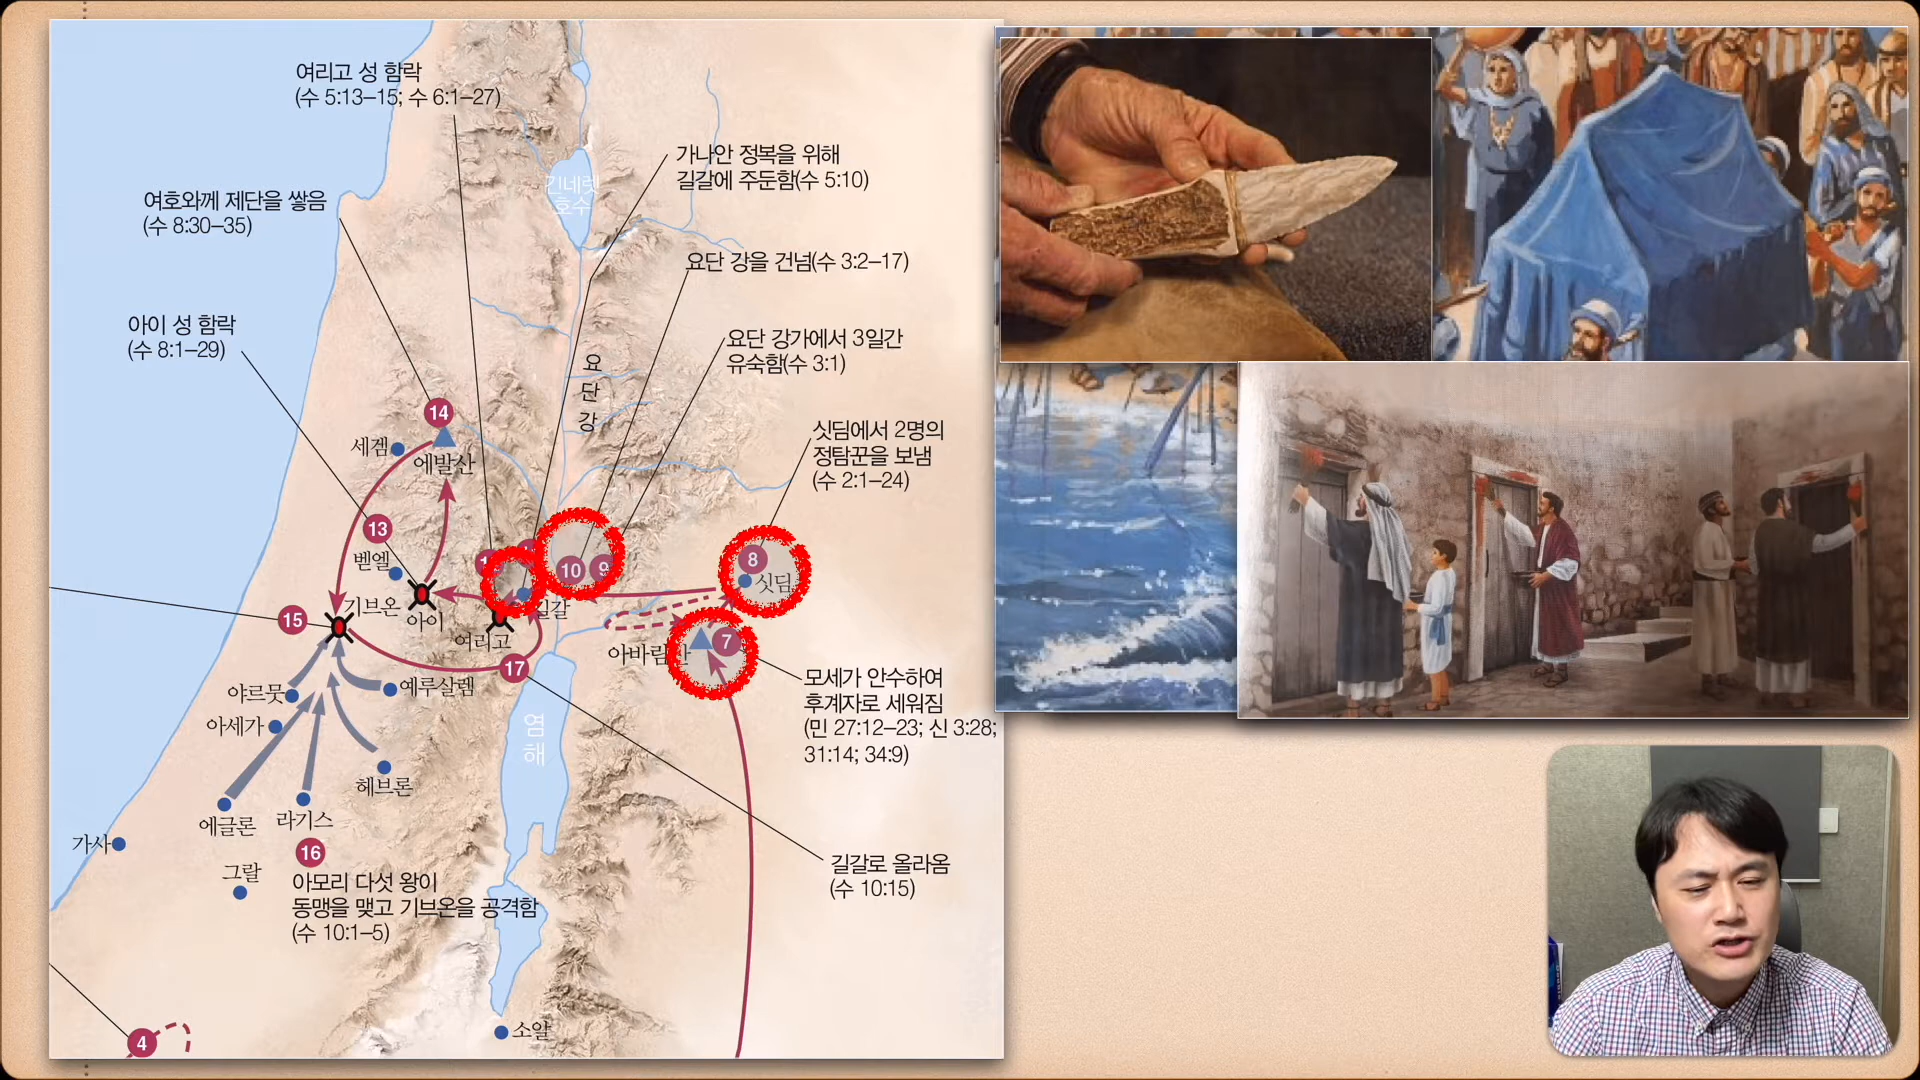 여리고 성 함락
(수 5:13–15; 수 6:1–27)
가나안 정복을 위해
길갈에 주둔함(수 5:10)
긴네렛
호수
여호와께 제단을 쌓음
(수 8:30–35)
요단 강을 건넘(수 3:2–17)
아이 성 함락
(수 8:1–29)
요단 강가에서 3일간
유숙함(수 3:1)
요
단
강
싯딤에서 2명의
정탐꾼을 보냄
(수 2:1–24)
14
세겜
에발산
13
벧엘
10
9
8
싯딤
기브온
아이
길갈
15
여리고
7
아바림산
17
모세가 안수하여
후계자로 세워짐
(민 27:12–23; 신 3:28;
31:14; 34:9)
야르뭇
예루살렘
아세가
염
해
헤브론
에글론
라기스
가사
16
그랄
아모리 다섯 왕이
동맹을 맺고 기브온을 공격함
(수 10:1–5)
길갈로 올라옴
(수 10:15)
소알
4